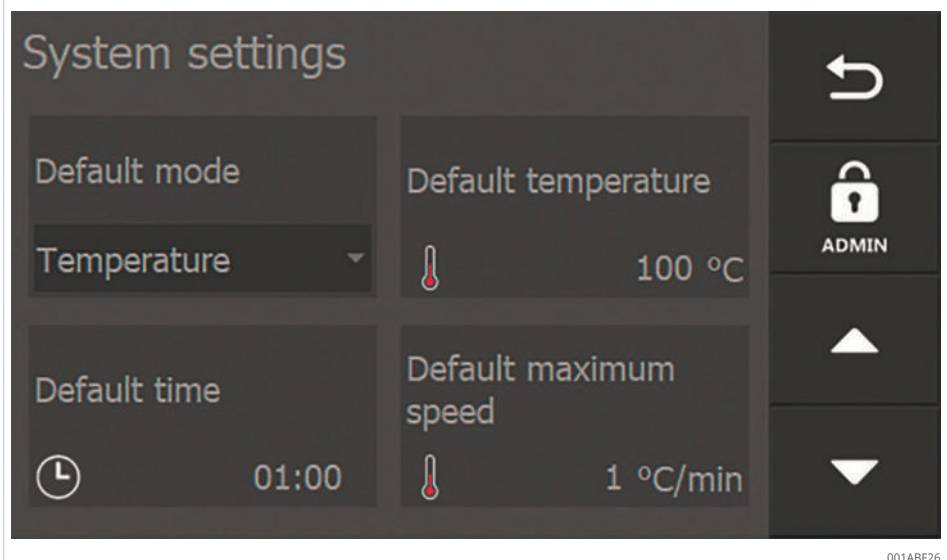 System settings
Default mode
Temperature
Default temperature
100 °C
Default time
01:00
Default maximum
speed
1 °C/min
ADMIN
001ABE26